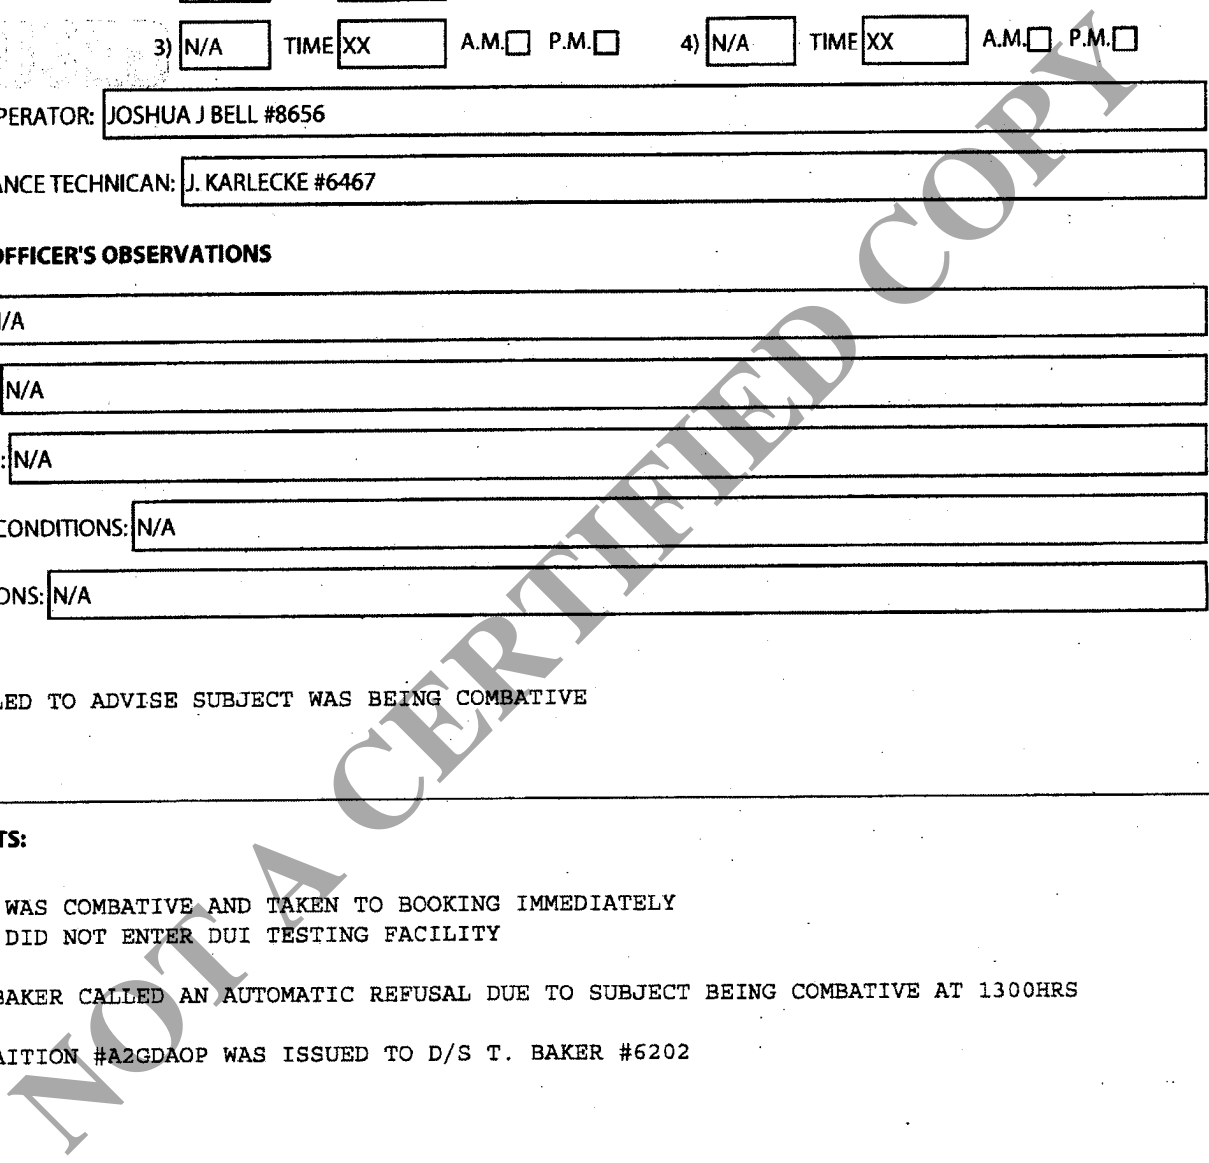 3) N/A TIME XX A.M. P.M. 4) N/A TIME XX A.M. P.M.
PERATOR: JOSHUA J BELL #8656
ANCE TECHNICAN: J. KARLECKE #6467
OFFICER'S OBSERVATIONS
/A
N/A
: N/A
CONDITIONS: N/A
ONS: N/A
LED TO ADVISE SUBJECT WAS BEING COMBATIVE
TS:
WAS COMBATIVE AND TAKEN TO BOOKING IMMEDIATELY
DID NOT ENTER DUI TESTING FACILITY
BAKER CALLED AN AUTOMATIC REFUSAL DUE TO SUBJECT BEING COMBATIVE AT 1300HRS
AITION #A2GDAOP WAS ISSUED TO D/S T. BAKER #6202
NOT A CERTIFIED COPY